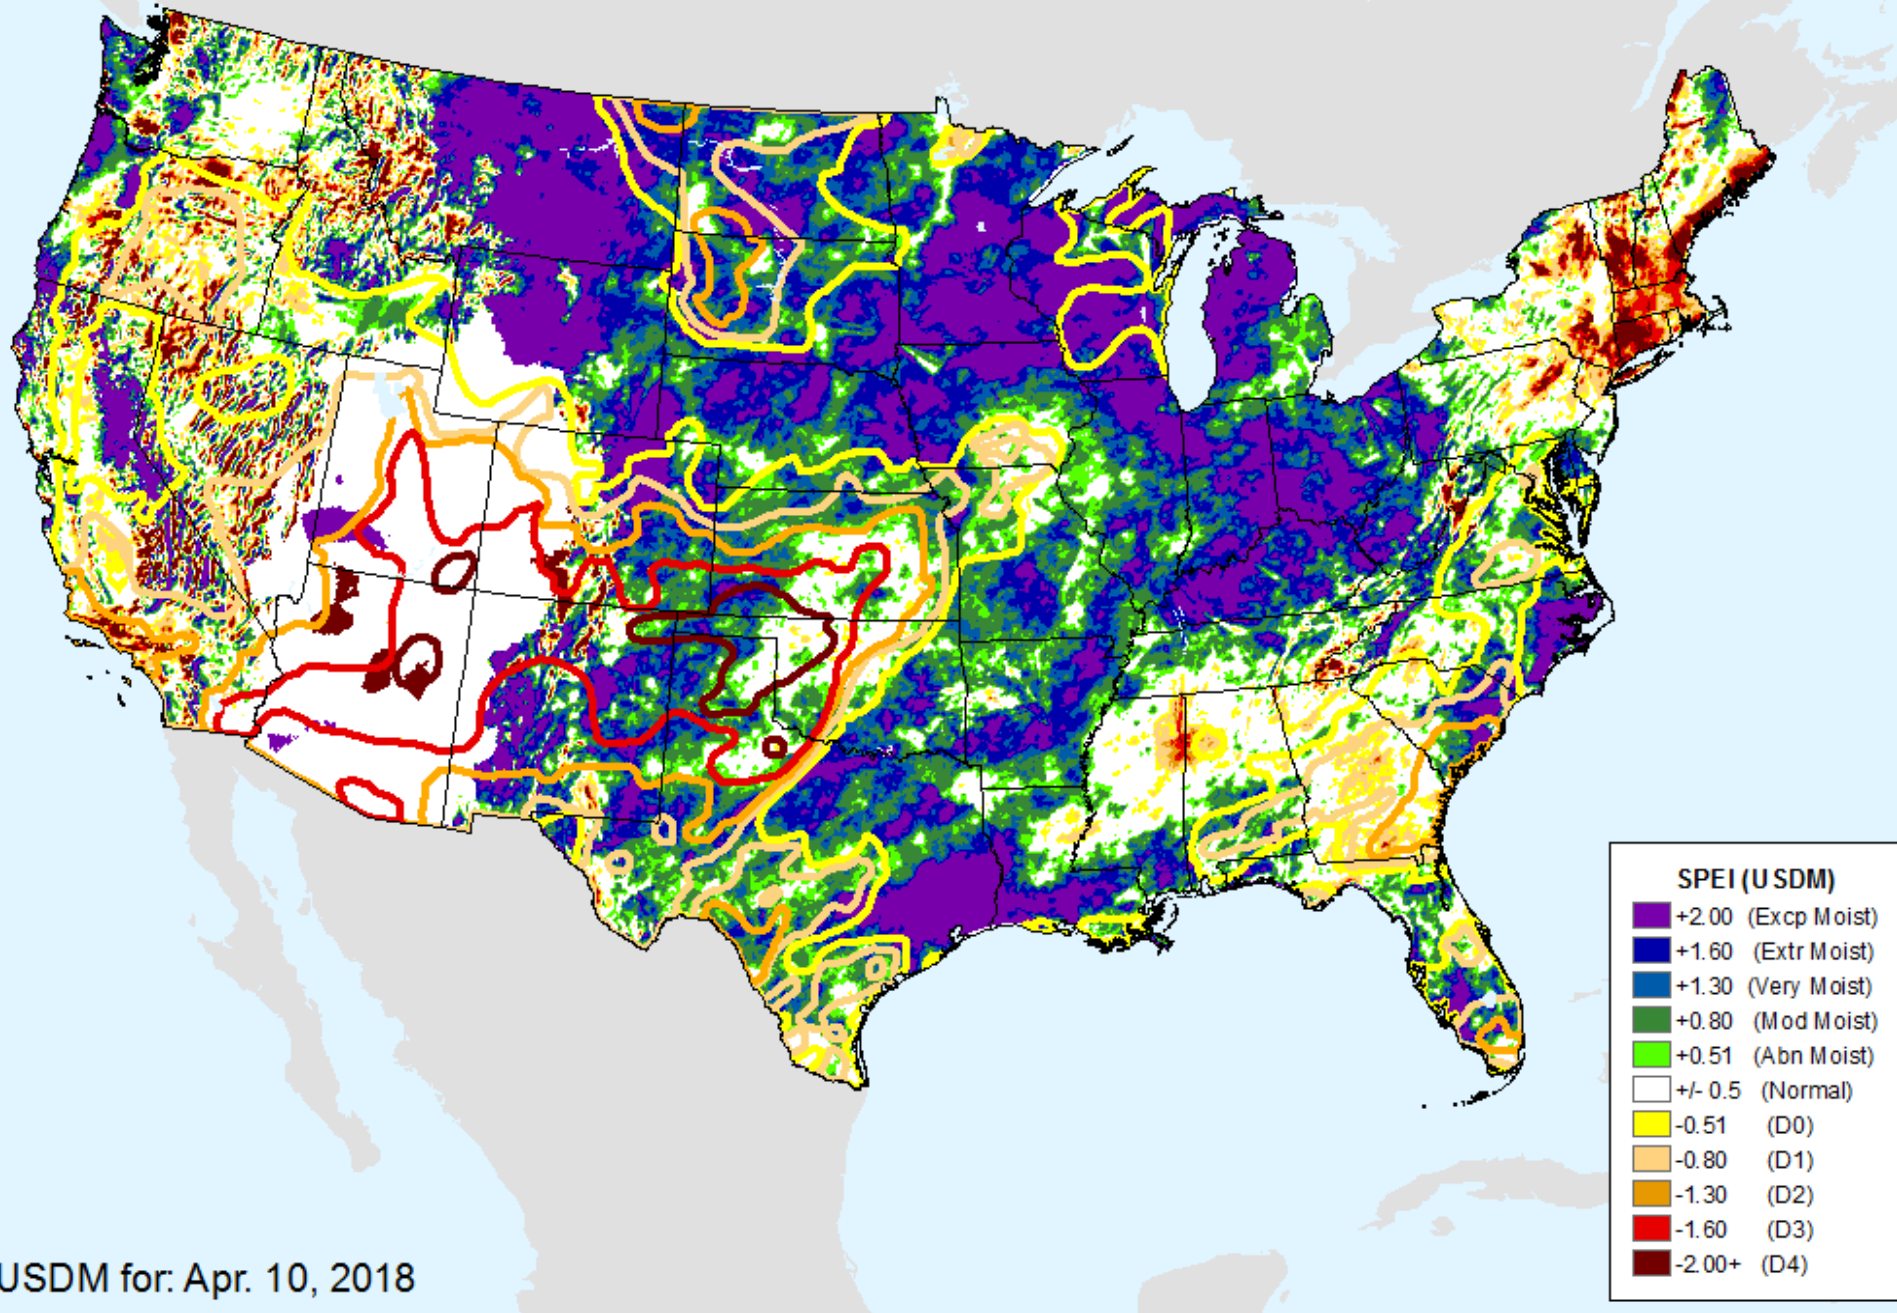 SPEI (USDM)
+2.00 (Excp Moist)
+1.60 (Extr Moist)
+1.30 (Very Moist)
+0.80 (Mod Moist)
+0.51 (Abn Moist)
+/- 0.5 (Normal)
-0.51 (D0)
-0.80 (D1)
-1.30 (D2)
-1.60 (D3)
-2.00+ (D4)
USDM for: Apr. 10, 2018